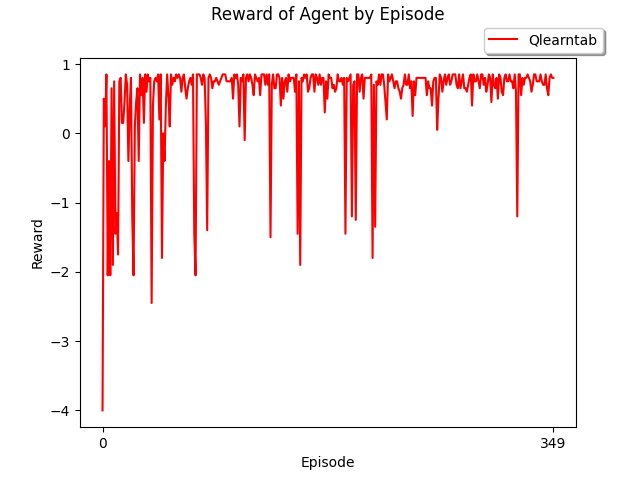 Reward of Agent by Episode
Qlearntab
1
0
−1
−2
−3
−4
Reward
0
349
Episode